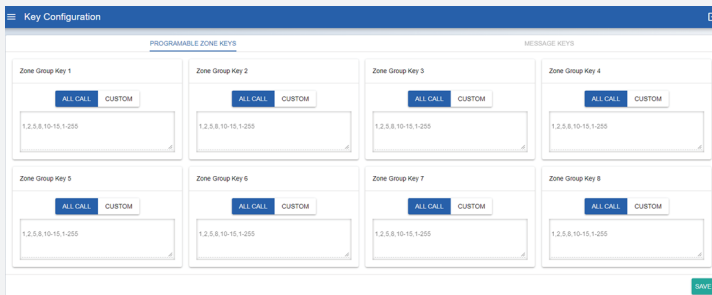 Key Configuration
PROGRAMABLE ZONE KEYS
MESSAGE KEYS
Zone Group Key 1
ALL CALL CUSTOM
1,2,5,8,10-15,1-255
Zone Group Key 2
ALL CALL CUSTOM
1,2,5,8,10-15,1-255
Zone Group Key 3
ALL CALL CUSTOM
1,2,5,8,10-15,1-255
Zone Group Key 4
ALL CALL CUSTOM
1,2,5,8,10-15,1-255
Zone Group Key 5
ALL CALL CUSTOM
1,2,5,8,10-15,1-255
Zone Group Key 6
ALL CALL CUSTOM
1,2,5,8,10-15,1-255
Zone Group Key 7
ALL CALL CUSTOM
1,2,5,8,10-15,1-255
Zone Group Key 8
ALL CALL CUSTOM
1,2,5,8,10-15,1-255
SAVE